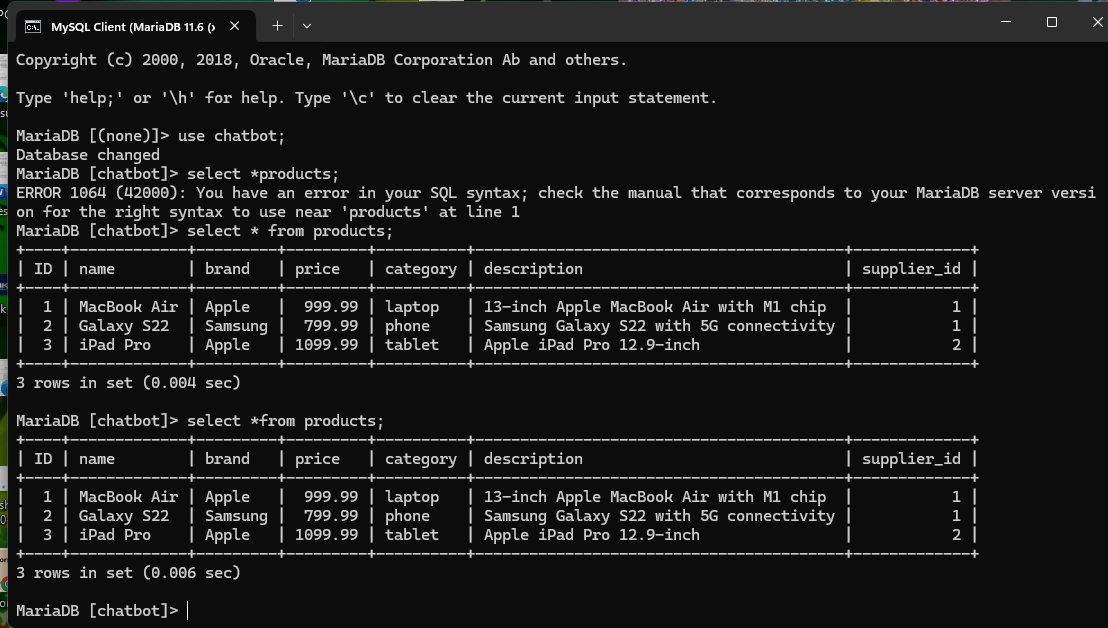 MySQL Client (MariaDB 11.6 (
Copyright (c) 2000, 2018, Oracle, MariaDB Corporation Ab and others.
Type 'help;' or '\h' for help. Type '\c' to clear the current input statement.
MariaDB [(none)]> use chatbot;
Database changed
MariaDB [chatbot]> select *products;
ERROR 1064 (42000): You have an error in your SQL syntax; check the manual that corresponds to your MariaDB server versi
on for the right syntax to use near 'products' at line 1
MariaDB [chatbot]> select * from products;
+----+-------------+---------+---------+----------+-----------------------------------------+-------------+
| ID | name        | brand   | price   | category | description                             | supplier_id |
+----+-------------+---------+---------+----------+-----------------------------------------+-------------+
|  1 | MacBook Air | Apple   |  999.99 | laptop   | 13-inch Apple MacBook Air with M1 chip  |           1 |
|  2 | Galaxy S22  | Samsung |  799.99 | phone    | Samsung Galaxy S22 with 5G connectivity |           1 |
|  3 | iPad Pro    | Apple   | 1099.99 | tablet   | Apple iPad Pro 12.9-inch                |           2 |
+----+-------------+---------+---------+----------+-----------------------------------------+-------------+
3 rows in set (0.004 sec)
MariaDB [chatbot]> select *from products;
+----+-------------+---------+---------+----------+-----------------------------------------+-------------+
| ID | name        | brand   | price   | category | description                             | supplier_id |
+----+-------------+---------+---------+----------+-----------------------------------------+-------------+
|  1 | MacBook Air | Apple   |  999.99 | laptop   | 13-inch Apple MacBook Air with M1 chip  |           1 |
|  2 | Galaxy S22  | Samsung |  799.99 | phone    | Samsung Galaxy S22 with 5G connectivity |           1 |
|  3 | iPad Pro    | Apple   | 1099.99 | tablet   | Apple iPad Pro 12.9-inch                |           2 |
+----+-------------+---------+---------+----------+-----------------------------------------+-------------+
3 rows in set (0.006 sec)
MariaDB [chatbot]>